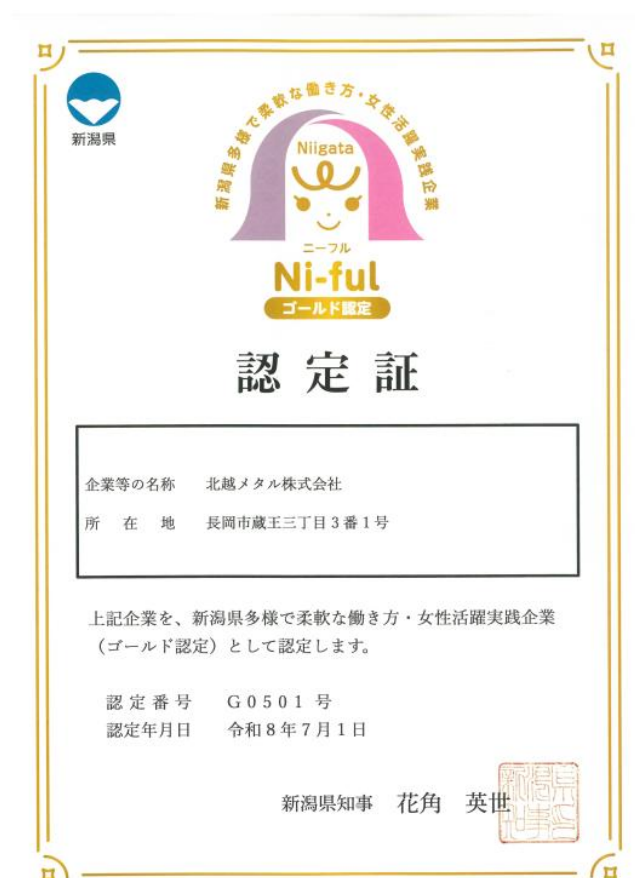 新潟県
新潟県多様で柔軟な働き方・女性活躍実践企業
Niigata
ニーフル
Ni-ful
ゴールド認定
認定証
企業等の名称 北越メタル株式会社
所在地 長岡市蔵王三丁目3番1号
上記企業を、新潟県多様で柔軟な働き方・女性活躍実践企業
（ゴールド認定）として認定します。
認定番号 G0501号
認定年月日 令和8年7月1日
新潟県知事 花角 英世